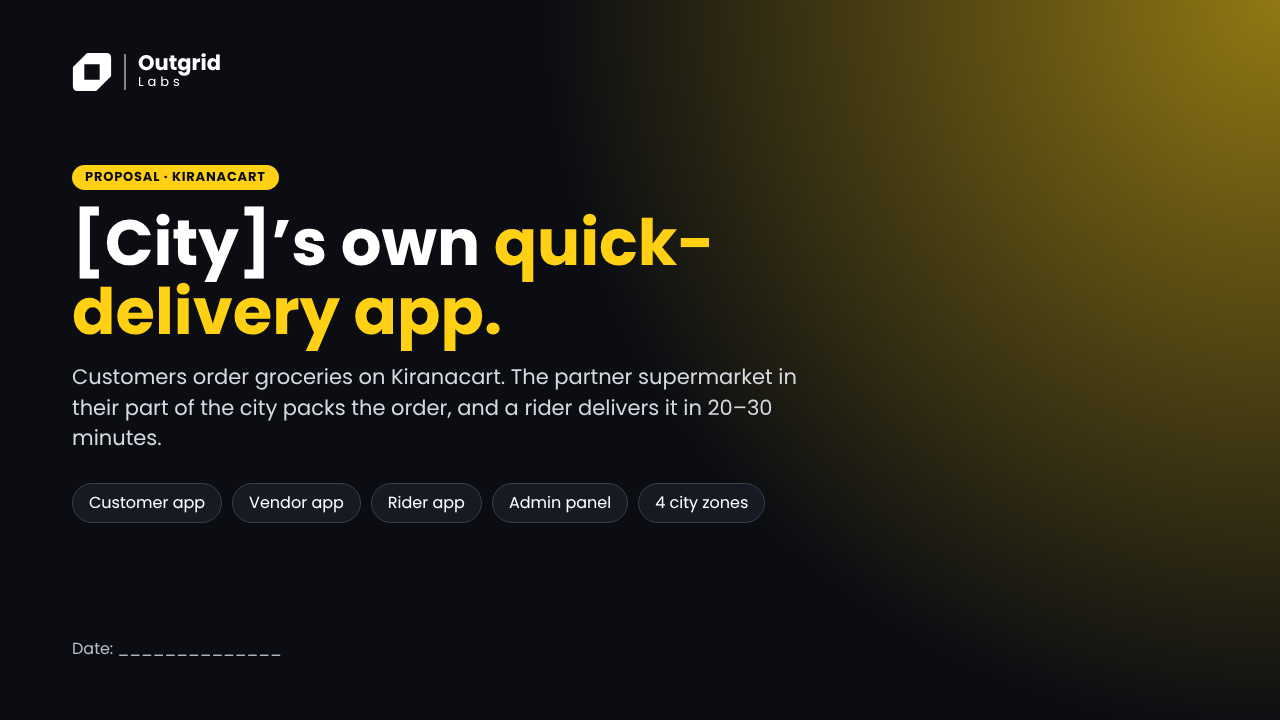 Outgrid
Labs
PROPOSAL · KIRANACART
[City]’s own quick-
delivery app.
Customers order groceries on Kiranacart. The partner supermarket in
their part of the city packs the order, and a rider delivers it in 20–30
minutes.
Customer app
Vendor app
Rider app
Admin panel
4 city zones
Date: ______________